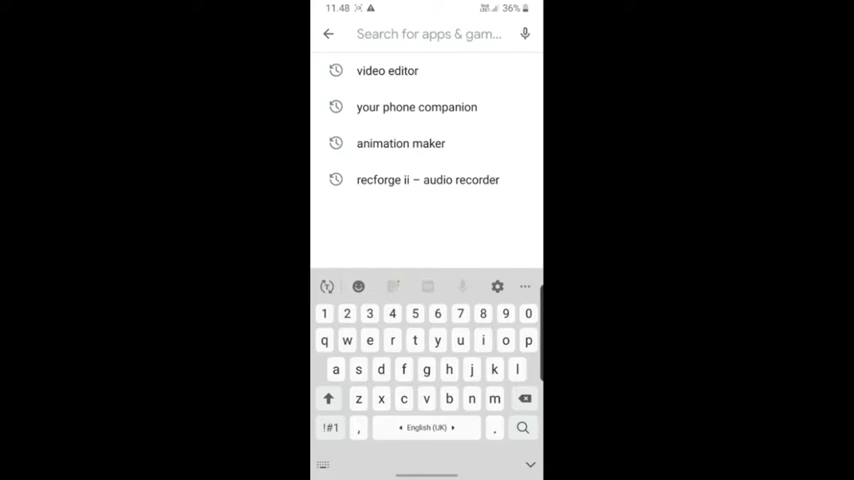 11.48 36%
Search for apps & gam...
video editor
your phone companion
animation maker
recforge ii – audio recorder
1 2 3 4 5 6 7 8 9 0
q w e r t y u i o p
a s d f g h j k l
z x c v b n m
!#1 , English (UK) .